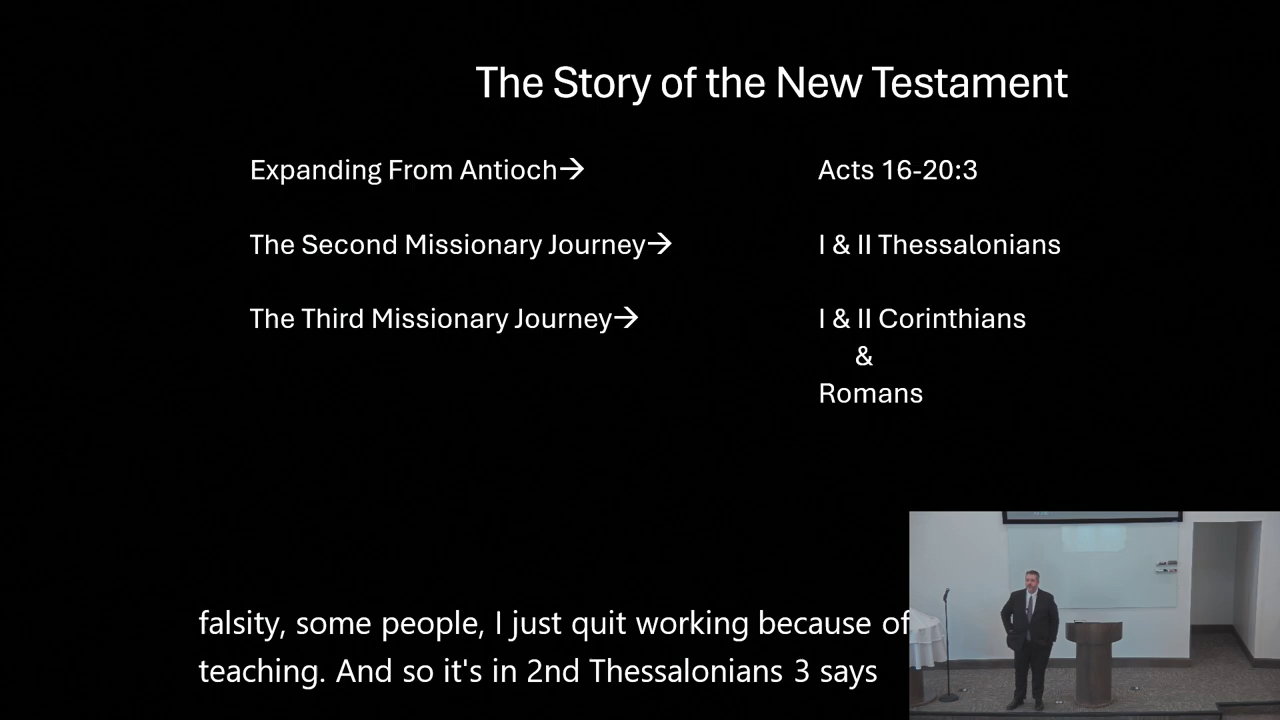 The Story of the New Testament
Expanding From Antioch→ Acts 16-20:3
The Second Missionary Journey→ I & II Thessalonians
The Third Missionary Journey→ I & II Corinthians
&
Romans
falsity, some people, I just quit working because of
teaching. And so it's in 2nd Thessalonians 3 says